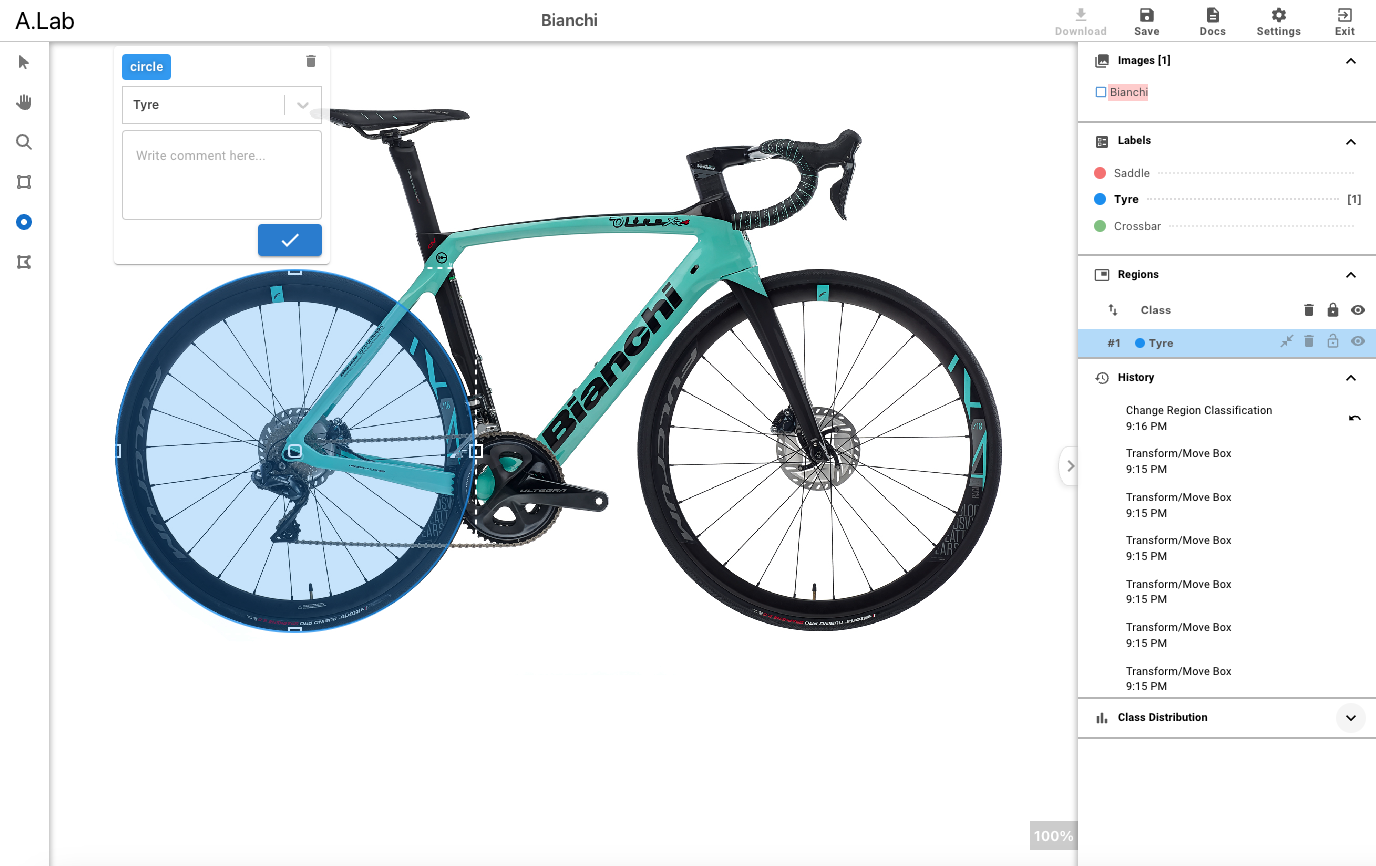 A.Lab
Bianchi
Download
Save
Docs
Settings
Exit
circle
Tyre
Write comment here...
Bianchi
ULTEGRA
100%
Images [1]
Bianchi
Labels
Saddle
Tyre [1]
Crossbar
Regions
Class
#1 Tyre
History
Change Region Classification
9:16 PM
Transform/Move Box
9:15 PM
Transform/Move Box
9:15 PM
Transform/Move Box
9:15 PM
Transform/Move Box
9:15 PM
Transform/Move Box
9:15 PM
Transform/Move Box
9:15 PM
Class Distribution